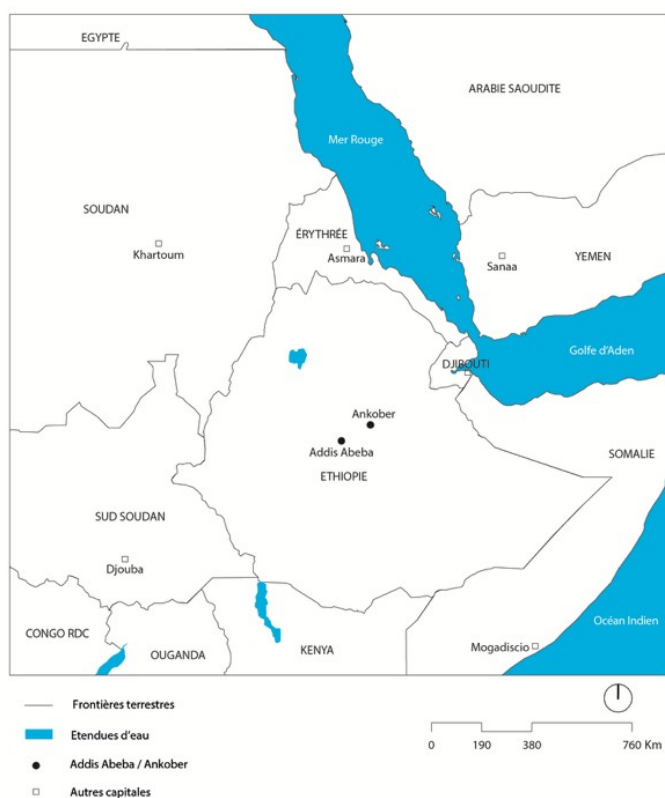 EGYPTE
ARABIE SAOUDITE
Mer Rouge
SOUDAN
ÉRYTHRÉE
Khartoum
Asmara
Sanaa
YEMEN
Golfe d'Aden
DJIBOUTI
Ankober
Addis Abeba
SOMALIE
ETHIOPIE
SUD SOUDAN
Djouba
Océan Indien
CONGO RDC
OUGANDA
KENYA
Mogadiscio
Frontières terrestres
Etendues d'eau
Addis Abeba / Ankober
Autres capitales
0 190 380 760 Km